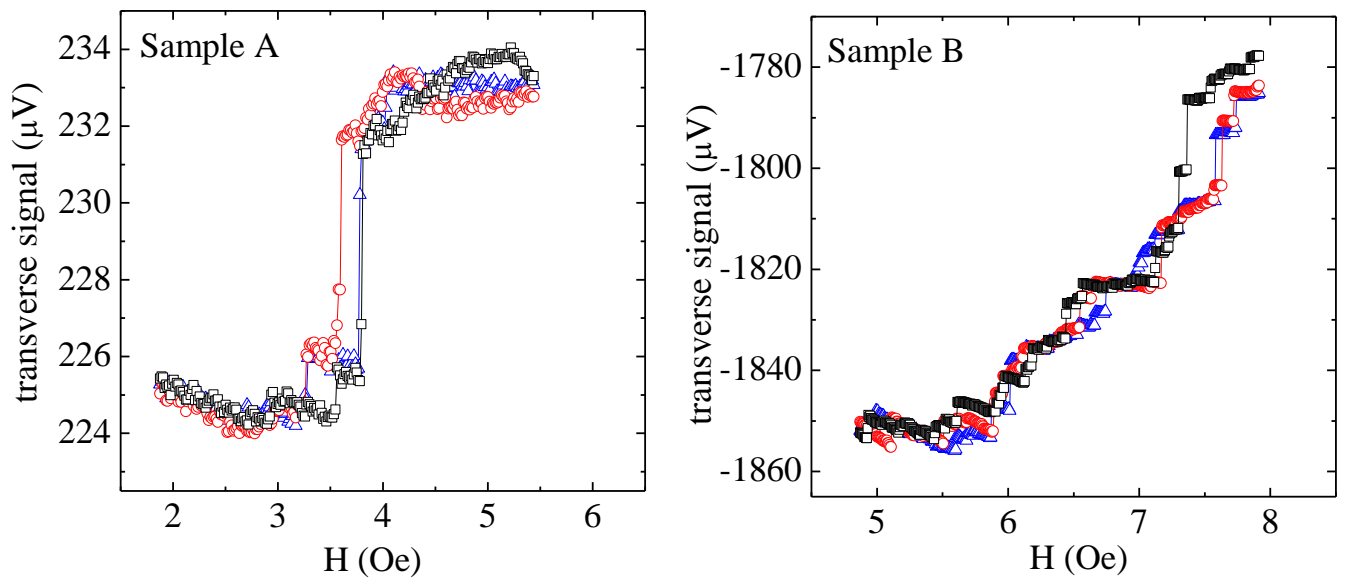 Sample A
234
232
230
228
226
224
transverse signal (μV)
2 3 4 5 6
H (Oe)
Sample B
-1780
-1800
-1820
-1840
-1860
transverse signal (μV)
5 6 7 8
H (Oe)